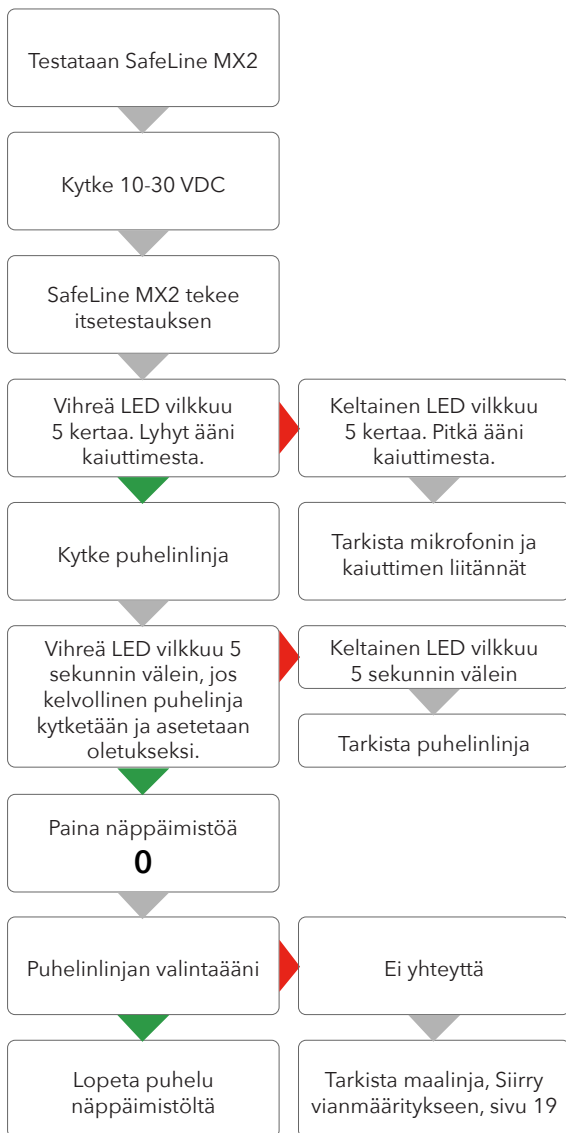 Testataan SafeLine MX2
Kytke 10-30 VDC
SafeLine MX2 tekee
itsetestauksen
Vihreä LED vilkkuu
5 kertaa. Lyhyt ääni
kaiuttimesta.
Keltainen LED vilkkuu
5 kertaa. Pitkä ääni
kaiuttimesta.
Kytke puhelinlinja
Tarkista mikrofonin ja
kaiuttimen liitännät
Vihreä LED vilkkuu 5
sekunnin välein, jos
kelvollinen puhelinja
kytketään ja asetetaan
oletukseksi.
Keltainen LED vilkkuu
5 sekunnin välein
Tarkista puhelinlinja
Paina näppäimistöä
0
Puhelinlinjan valintaääni
Ei yhteyttä
Lopeta puhelu
näppäimistöltä
Tarkista maalinja, Siirry
vianmääritykseen, sivu 19